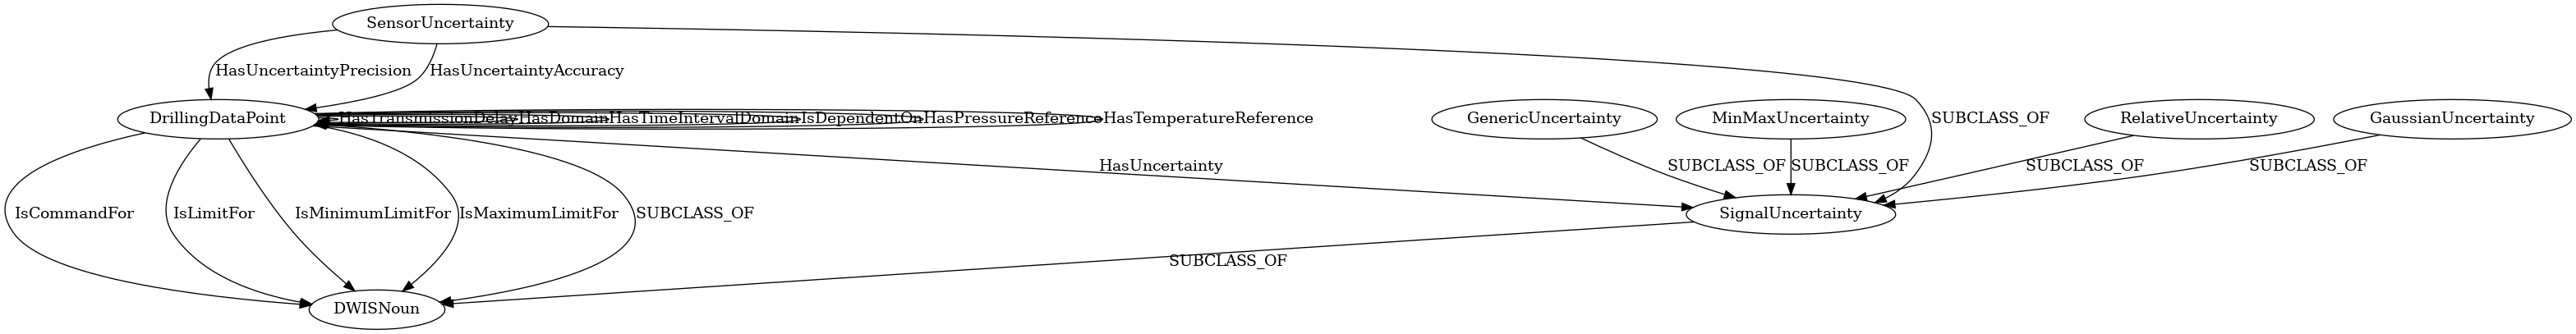 SensorUncertainty
HasUncertaintyPrecision
HasUncertaintyAccuracy
SUBCLASS_OF
DrillingDataPoint
HasTransmissionDelay
HasDomain
HasTimeIntervalDomain
IsDependentOn
HasPressureReference
HasTemperatureReference
GenericUncertainty
MinMaxUncertainty
RelativeUncertainty
GaussianUncertainty
HasUncertainty
SUBCLASS_OF
SUBCLASS_OF
SUBCLASS_OF
SUBCLASS_OF
IsCommandFor
IsLimitFor
IsMinimumLimitFor
IsMaximumLimitFor
SUBCLASS_OF
SignalUncertainty
SUBCLASS_OF
DWISNoun